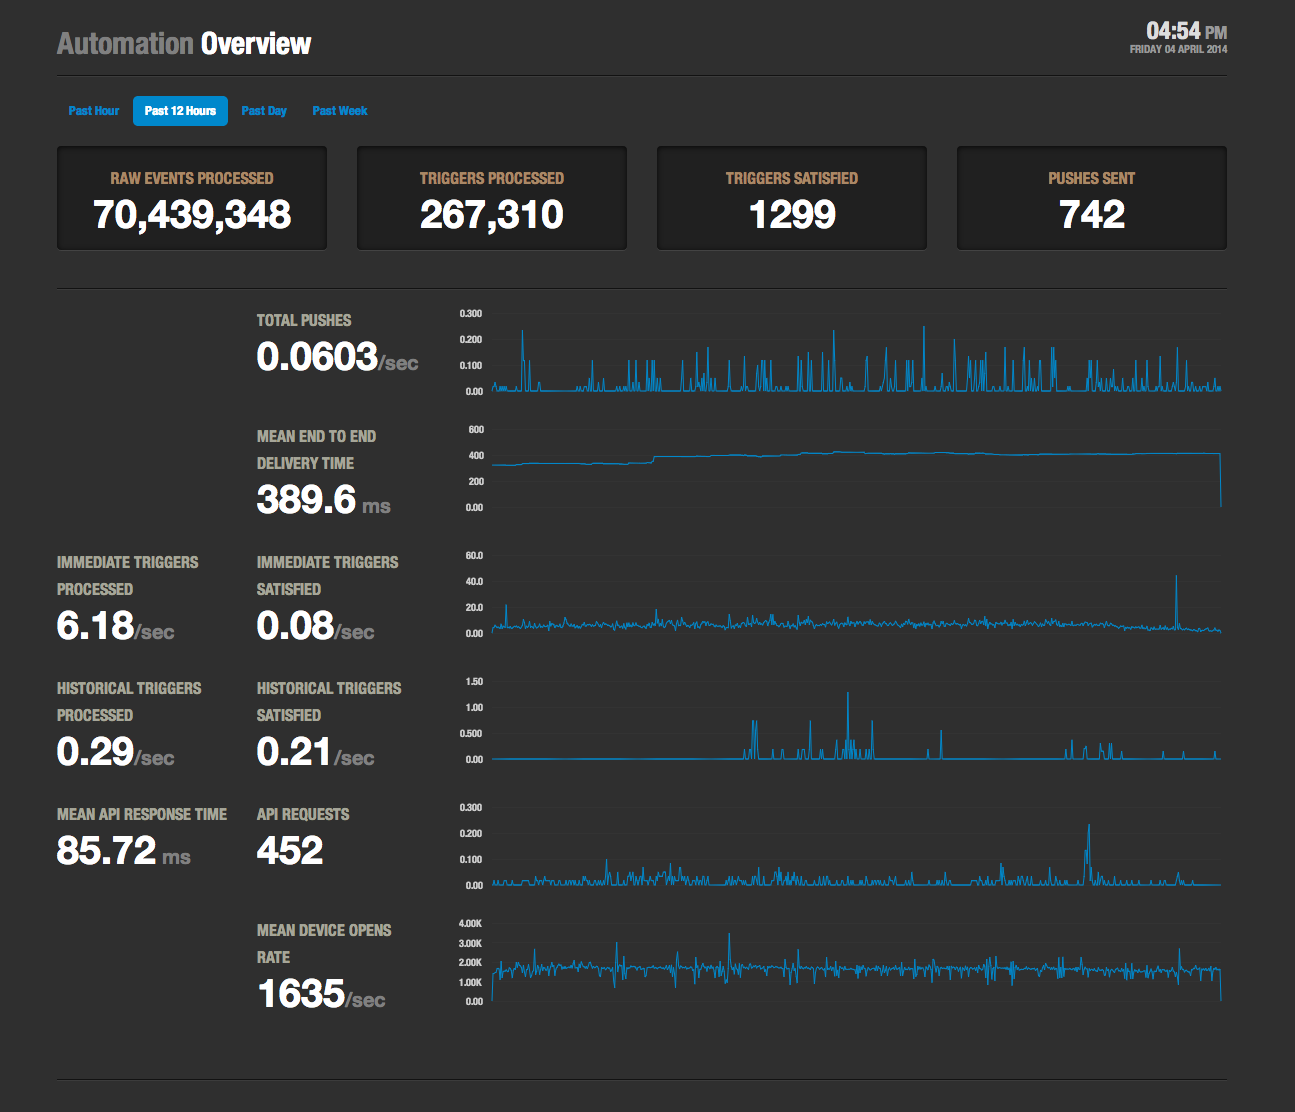 Automation Overview
04:54 PM
FRIDAY 04 APRIL 2014
Past Hour Past 12 Hours Past Day Past Week
RAW EVENTS PROCESSED
70,439,348
TRIGGERS PROCESSED
267,310
TRIGGERS SATISFIED
1299
PUSHES SENT
742
TOTAL PUSHES
0.0603/sec
0.300
0.200
0.100
0.00
MEAN END TO END
DELIVERY TIME
389.6 ms
600
400
200
0.00
IMMEDIATE TRIGGERS
PROCESSED
6.18/sec
IMMEDIATE TRIGGERS
SATISFIED
0.08/sec
60.0
40.0
20.0
0.00
HISTORICAL TRIGGERS
PROCESSED
0.29/sec
HISTORICAL TRIGGERS
SATISFIED
0.21/sec
1.50
1.00
0.500
0.00
MEAN API RESPONSE TIME
85.72 ms
API REQUESTS
452
0.300
0.200
0.100
0.00
MEAN DEVICE OPENS
RATE
1635/sec
4.00K
3.00K
2.00K
1.00K
0.00